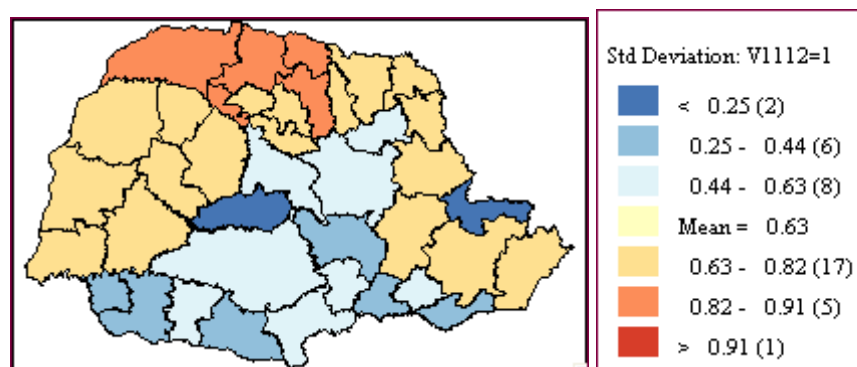 Std Deviation: V1112=1
< 0.25 (2)
0.25 - 0.44 (6)
0.44 - 0.63 (8)
Mean = 0.63
0.63 - 0.82 (17)
0.82 - 0.91 (5)
> 0.91 (1)